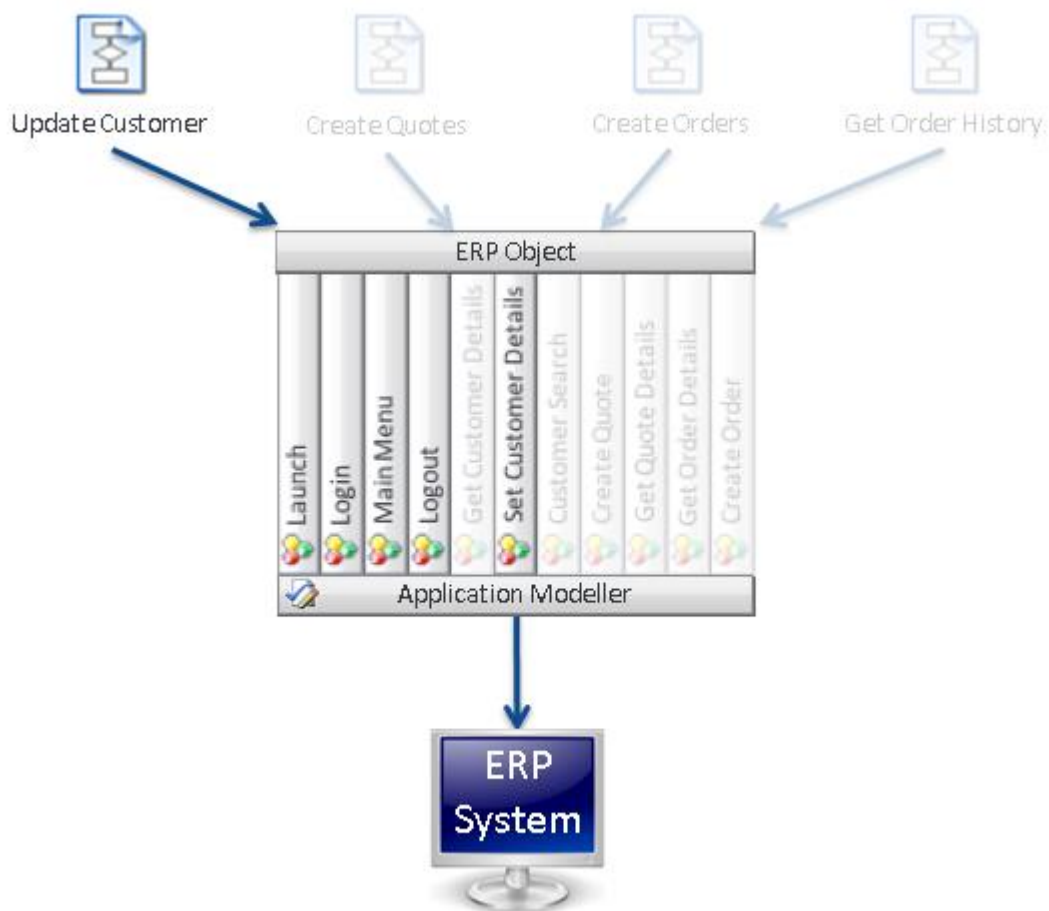 Update Customer
Create Quotes
Create Orders
Get Order History
ERP Object
Launch
Login
Main Menu
Logout
Get Customer Details
Set Customer Details
Customer Search
Create Quote
Get Quote Details
Get Order Details
Create Order
Application Modeller
ERP
System